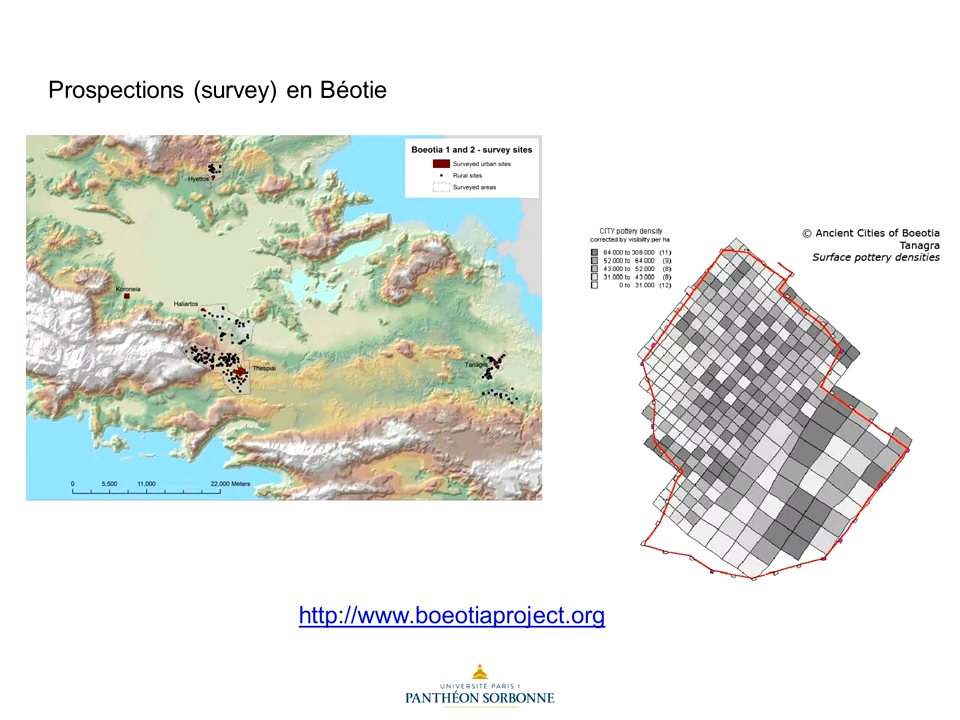 Prospections (survey) en Béotie
Boeotia 1 and 2 - survey sites
Surveyed urban sites
Rural sites
Surveyed areas
Hyettos
Koroneia
Haliartos
Thespiai
Tanagra
0 5,500 11,000 22,000 Meters
CITY pottery density
corrected by visibility per ha
64.000 to 308.000 (11)
52.000 to 64.000 (9)
43.000 to 52.000 (8)
31.000 to 43.000 (8)
0 to 31.000 (12)
© Ancient Cities of Boeotia
Tanagra
Surface pottery densities
http://www.boeotiaproject.org
UNIVERSITÉ PARIS 1
PANTHÉON SORBONNE